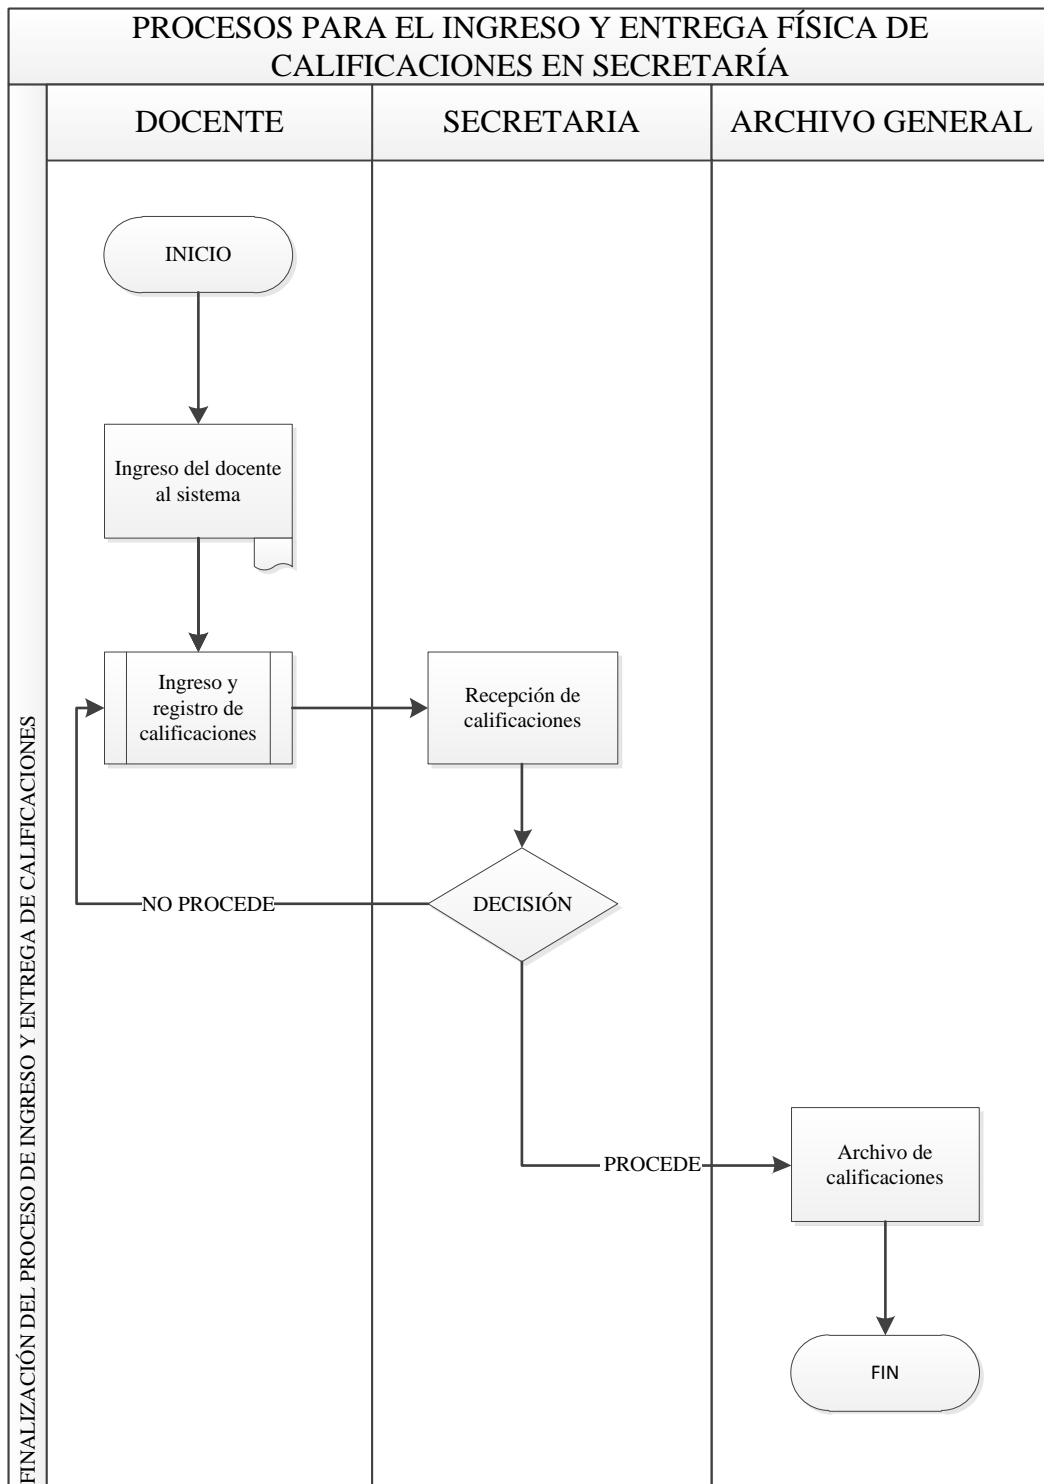 PROCESOS PARA EL INGRESO Y ENTREGA FÍSICA DE
CALIFICACIONES EN SECRETARÍA
DOCENTE
SECRETARIA
ARCHIVO GENERAL
FINALIZACIÓN DEL PROCESO DE INGRESO Y ENTREGA DE CALIFICACIONES
INICIO
Ingreso del docente
al sistema
Ingreso y
registro de
calificaciones
Recepción de
calificaciones
NO PROCEDE
DECISIÓN
PROCEDE
Archivo de
calificaciones
FIN